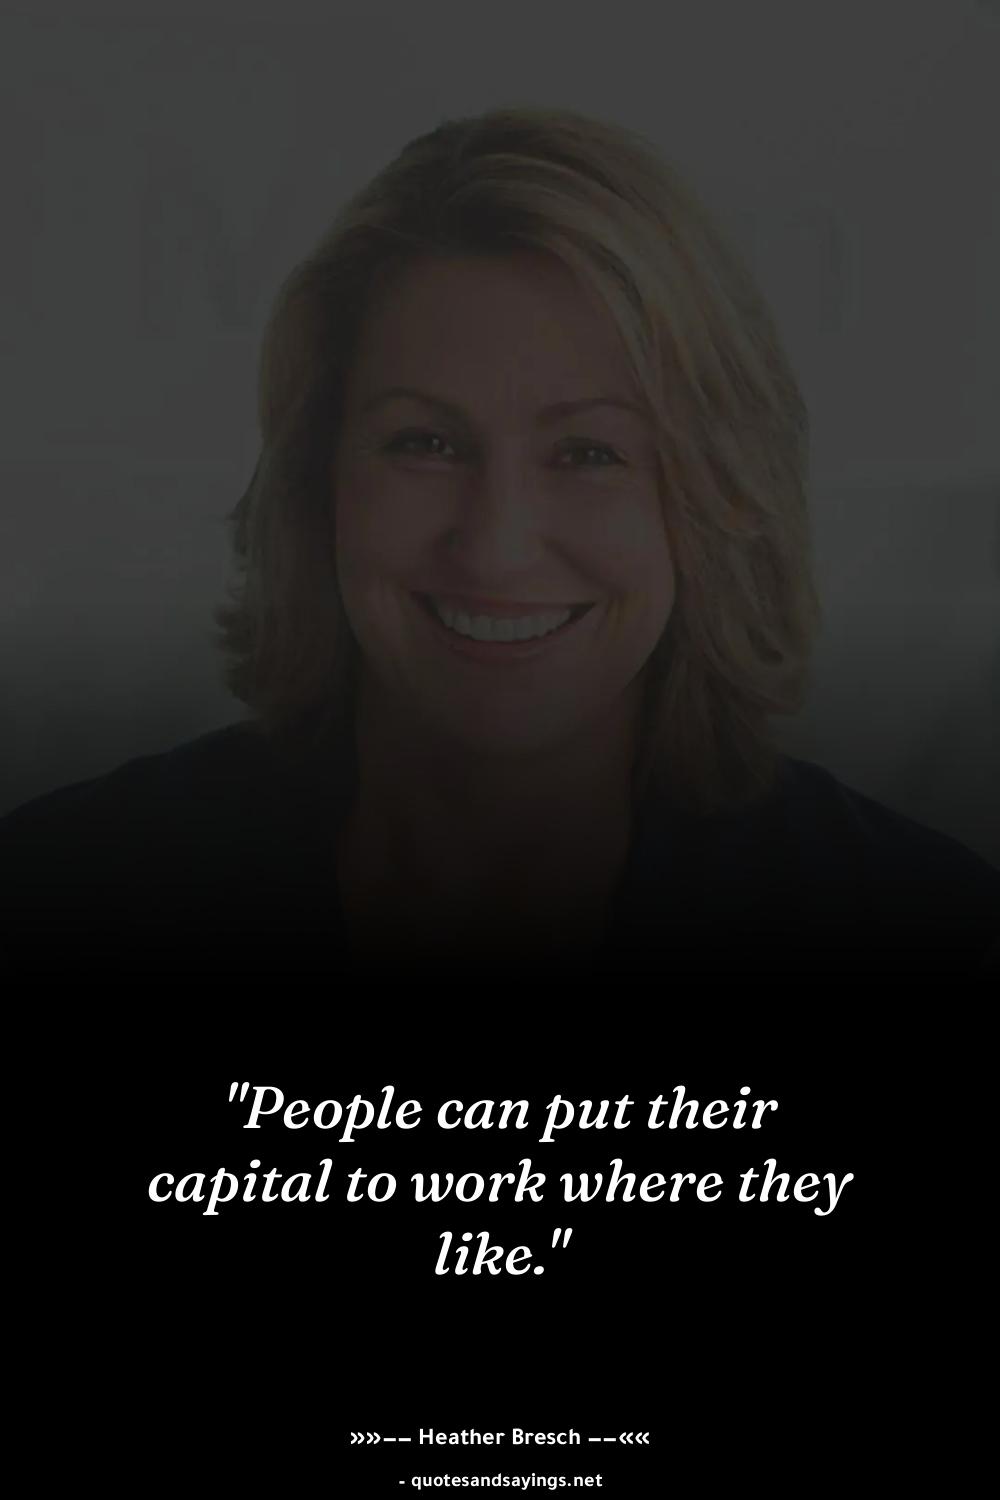 "People can put their
capital to work where they
like."
»»–– Heather Bresch ––««
- quotesandsayings.net